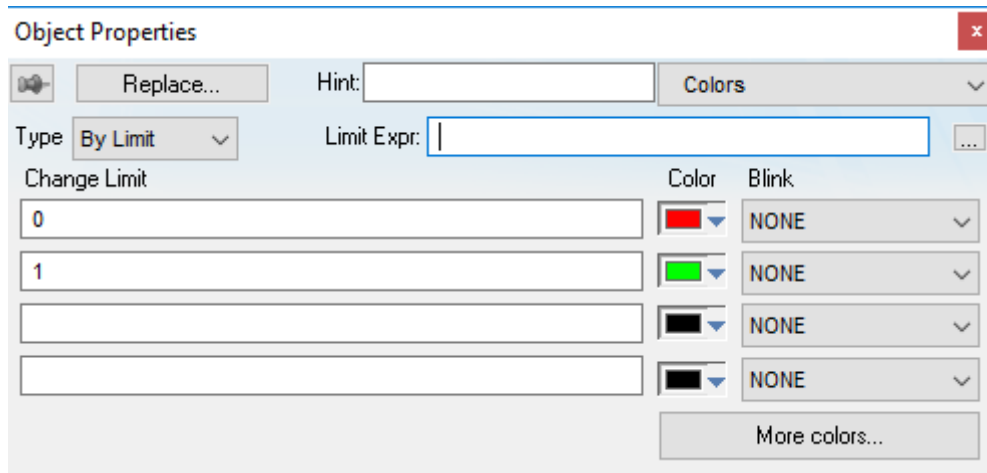 Object Properties x
Replace... Hint: Colors
Type By Limit Limit Expr: ...
Change Limit Color Blink
0 NONE
1 NONE
NONE
NONE
More colors...